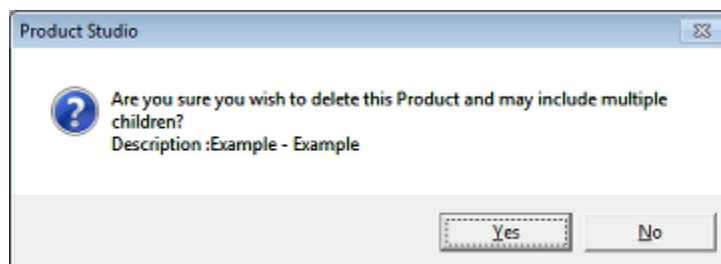 Product Studio
Are you sure you wish to delete this Product and may include multiple
children?
Description :Example - Example
Yes
No